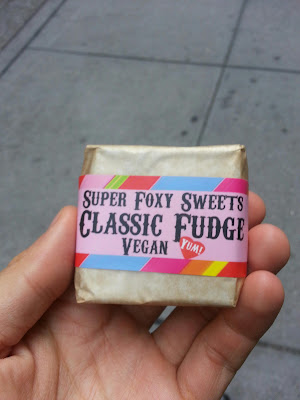 Super Foxy Sweets
Classic Fudge
Vegan
YUM!